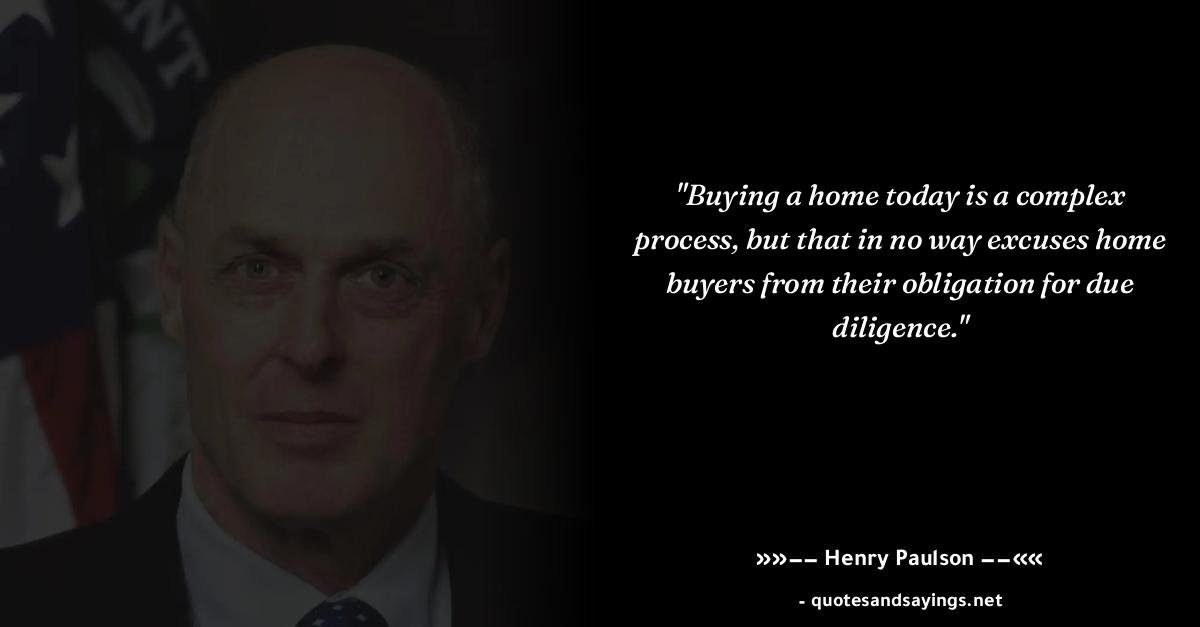 NT
"Buying a home today is a complex
process, but that in no way excuses home
buyers from their obligation for due
diligence."
»»–– Henry Paulson ––««
- quotesandsayings.net